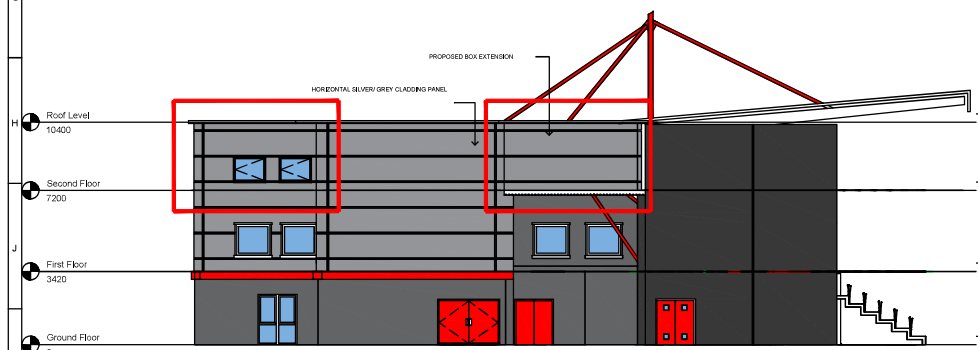 PROPOSED BOX EXTENSION
HORIZONTAL SILVER/ GREY CLADDING PANEL
H
Roof Level
10400
Second Floor
7200
J
First Floor
3420
Ground Floor